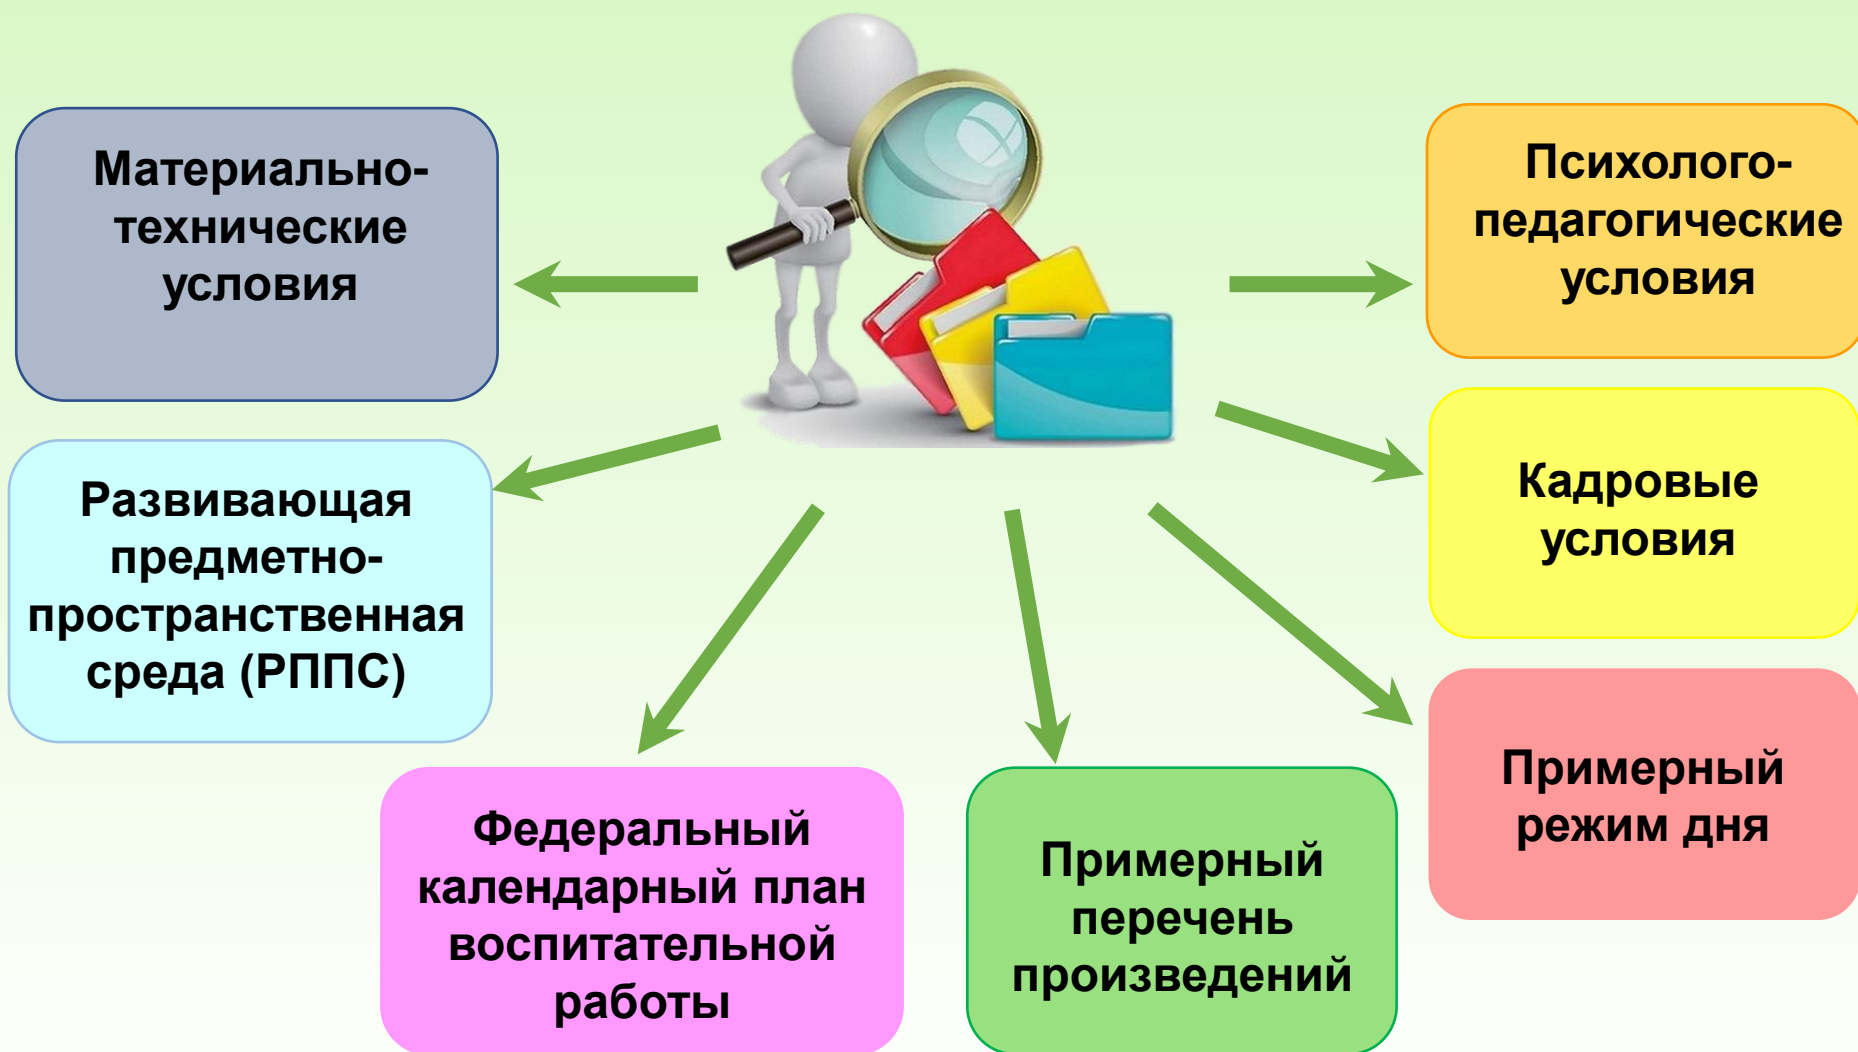 Материально-
технические
условия
Психолого-
педагогические
условия
Развивающая
предметно-
пространственная
среда (РППС)
Кадровые
условия
Федеральный
календарный план
воспитательной
работы
Примерный
перечень
произведений
Примерный
режим дня